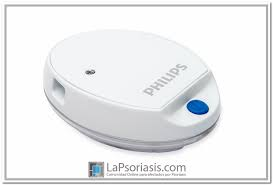 PHILIPS
LaPsoriasis.com
Comunidad Online para afectados por Psoriasis